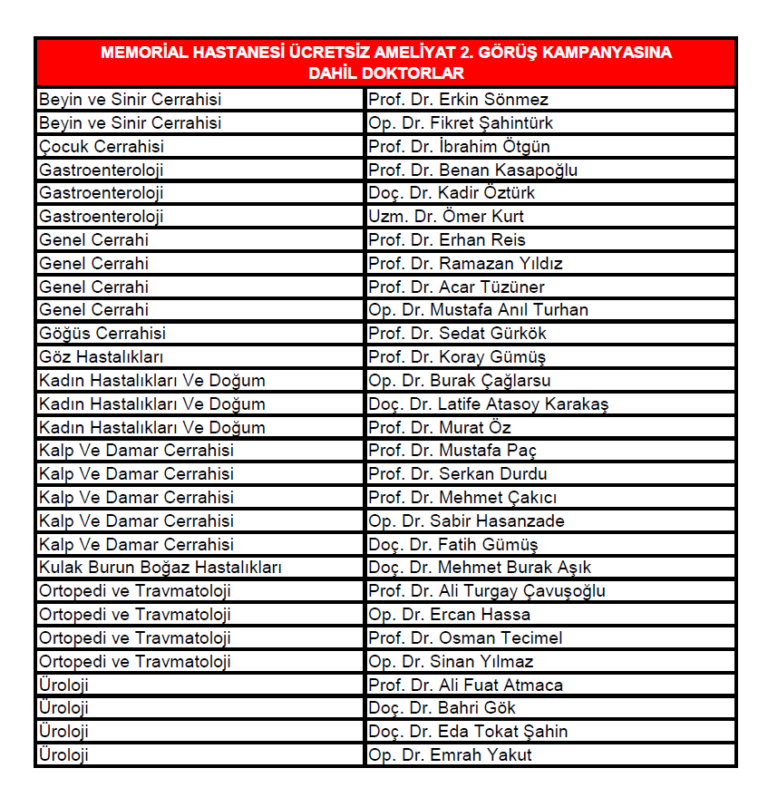 MEMORİAL HASTANESİ ÜCRETSİZ AMELİYAT 2. GÖRÜŞ KAMPANYASINA
DAHİL DOKTORLAR
Beyin ve Sinir Cerrahisi Prof. Dr. Erkin Sönmez
Beyin ve Sinir Cerrahisi Op. Dr. Fikret Şahintürk
Çocuk Cerrahisi Prof. Dr. İbrahim Ötgün
Gastroenteroloji Prof. Dr. Benan Kasapoğlu
Gastroenteroloji Doç. Dr. Kadir Öztürk
Gastroenteroloji Uzm. Dr. Ömer Kurt
Genel Cerrahi Prof. Dr. Erhan Reis
Genel Cerrahi Prof. Dr. Ramazan Yıldız
Genel Cerrahi Prof. Dr. Acar Tüzüner
Genel Cerrahi Op. Dr. Mustafa Anıl Turhan
Göğüs Cerrahisi Prof. Dr. Sedat Gürkök
Göz Hastalıkları Prof. Dr. Koray Gümüş
Kadın Hastalıkları Ve Doğum Op. Dr. Burak Çağlarsu
Kadın Hastalıkları Ve Doğum Doç. Dr. Latife Atasoy Karakaş
Kadın Hastalıkları Ve Doğum Prof. Dr. Murat Öz
Kalp Ve Damar Cerrahisi Prof. Dr. Mustafa Paç
Kalp Ve Damar Cerrahisi Prof. Dr. Serkan Durdu
Kalp Ve Damar Cerrahisi Prof. Dr. Mehmet Çakıcı
Kalp Ve Damar Cerrahisi Op. Dr. Sabir Hasanzade
Kalp Ve Damar Cerrahisi Doç. Dr. Fatih Gümüş
Kulak Burun Boğaz Hastalıkları Doç. Dr. Mehmet Burak Aşık
Ortopedi ve Travmatoloji Prof. Dr. Ali Turgay Çavuşoğlu
Ortopedi ve Travmatoloji Op. Dr. Ercan Hassa
Ortopedi ve Travmatoloji Prof. Dr. Osman Tecimel
Ortopedi ve Travmatoloji Op. Dr. Sinan Yılmaz
Üroloji Prof. Dr. Ali Fuat Atmaca
Üroloji Doç. Dr. Bahri Gök
Üroloji Doç. Dr. Eda Tokat Şahin
Üroloji Op. Dr. Emrah Yakut